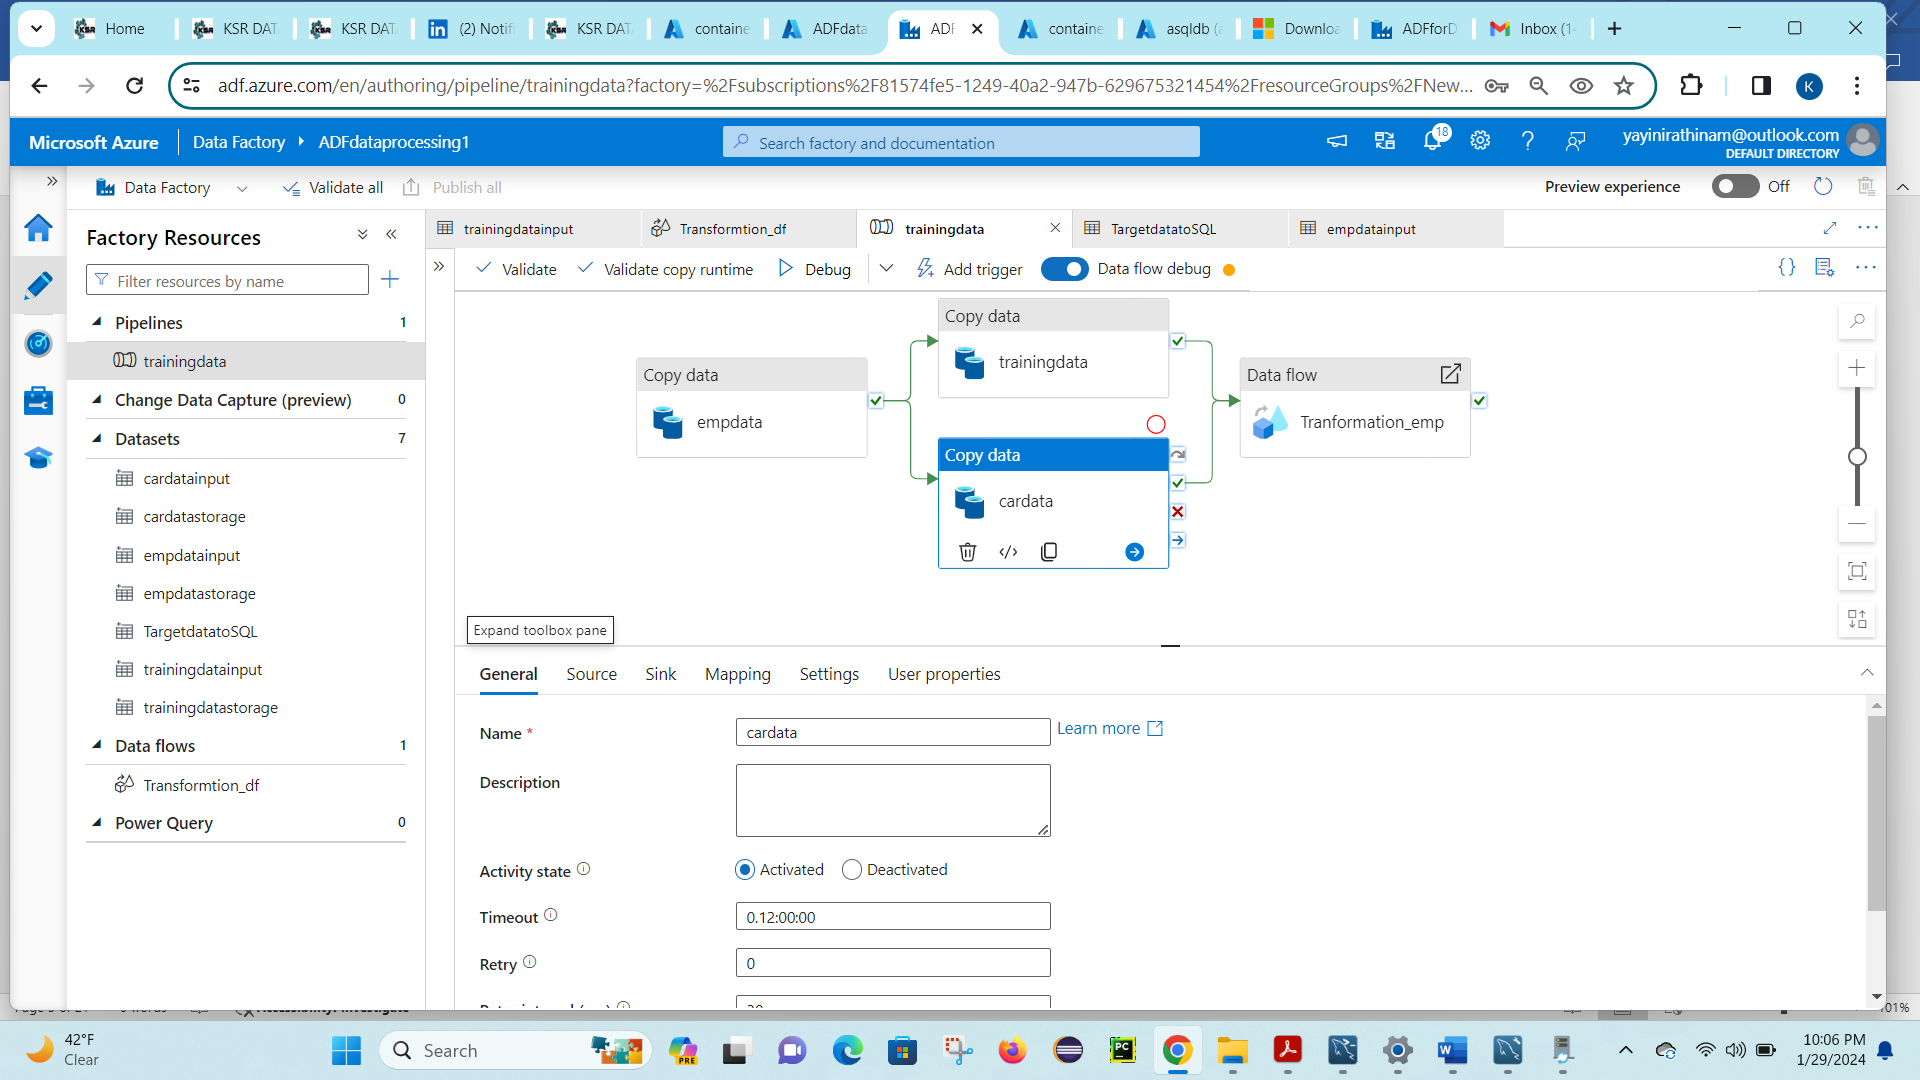 Home
KSR DAT
KSR DAT
(2) Notifi
KSR DAT
containe
ADFdata
ADF
containe
asqldb (a
Downloa
ADFforD
Inbox (14
adf.azure.com/en/authoring/pipeline/trainingdata?factory=%2Fsubscriptions%2F81574fe5-1249-40a2-947b-629675321454%2FresourceGroups%2FNew...
K
Microsoft Azure
Data Factory
ADFdataprocessing1
Search factory and documentation
18
yayinirathinam@outlook.com
DEFAULT DIRECTORY
Data Factory
Validate all
Publish all
Preview experience
Off
Factory Resources
Filter resources by name
Pipelines 1
trainingdata
Change Data Capture (preview) 0
Datasets 7
cardatainput
cardatastorage
empdatainput
empdatastorage
TargetdatatoSQL
trainingdatainput
trainingdatastorage
Data flows 1
Transformtion_df
Power Query 0
trainingdatainput
Transformtion_df
trainingdata
TargetdatatoSQL
empdatainput
Validate
Validate copy runtime
Debug
Add trigger
Data flow debug
Copy data
empdata
Copy data
trainingdata
Copy data
cardata
Data flow
Tranformation_emp
Expand toolbox pane
General
Source
Sink
Mapping
Settings
User properties
Name *
cardata
Learn more
Description
Activity state
Activated
Deactivated
Timeout
0.12:00:00
Retry
0
42°F
Clear
Search
PRE
PC
10:06 PM
1/29/2024